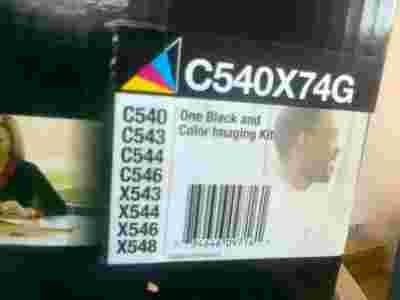 C540X74G
One Black and
Color Imaging Kit
C540
C543
C544
C546
X543
X544
X546
X548